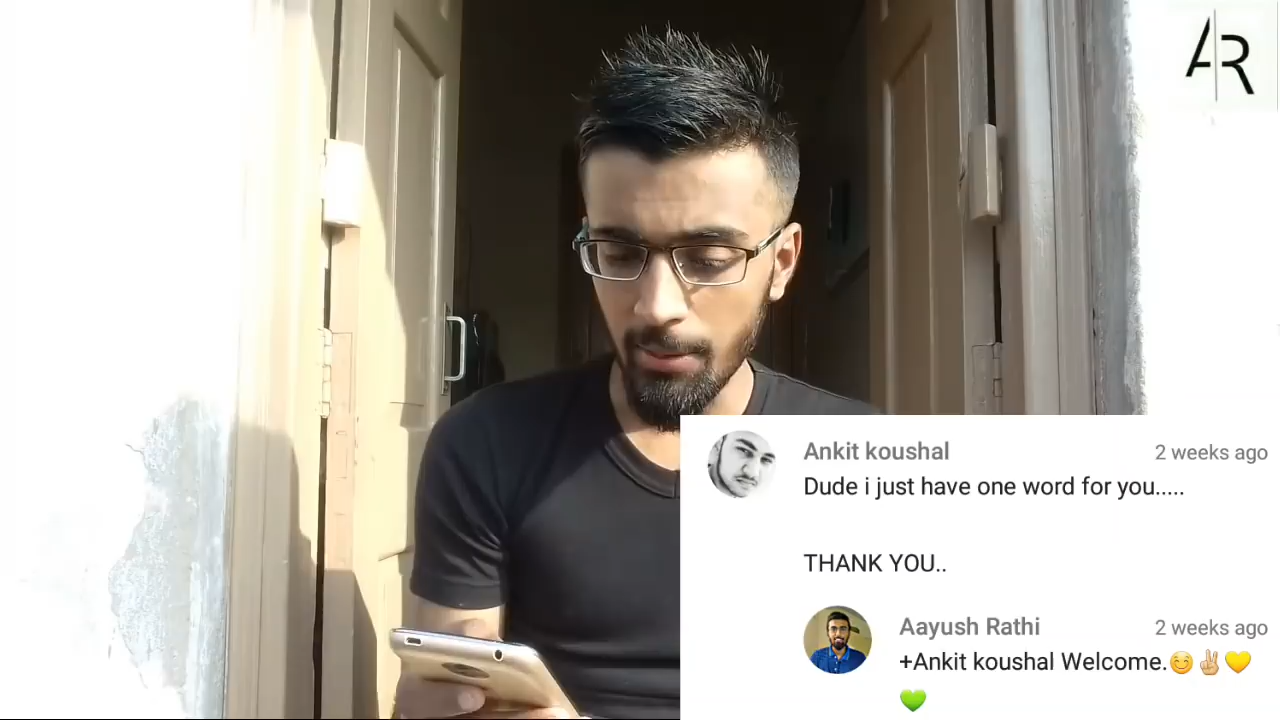 AR
Ankit koushal 2 weeks ago
Dude i just have one word for you.....
THANK YOU..
Aayush Rathi 2 weeks ago
+Ankit koushal Welcome.😊✌🏼💛
💚